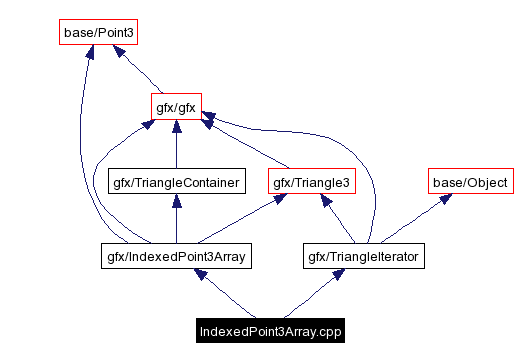 base/Point3
gfx/gfx
gfx/TriangleContainer
gfx/Triangle3
base/Object
gfx/IndexedPoint3Array
gfx/TriangleIterator
IndexedPoint3Array.cpp